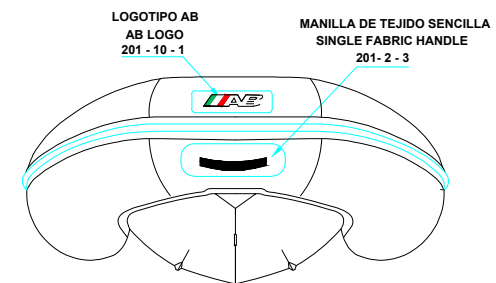 LOGOTIPO AB
AB LOGO
201 - 10 - 1
MANILLA DE TEJIDO SENCILLA
SINGLE FABRIC HANDLE
201- 2 - 3
AB